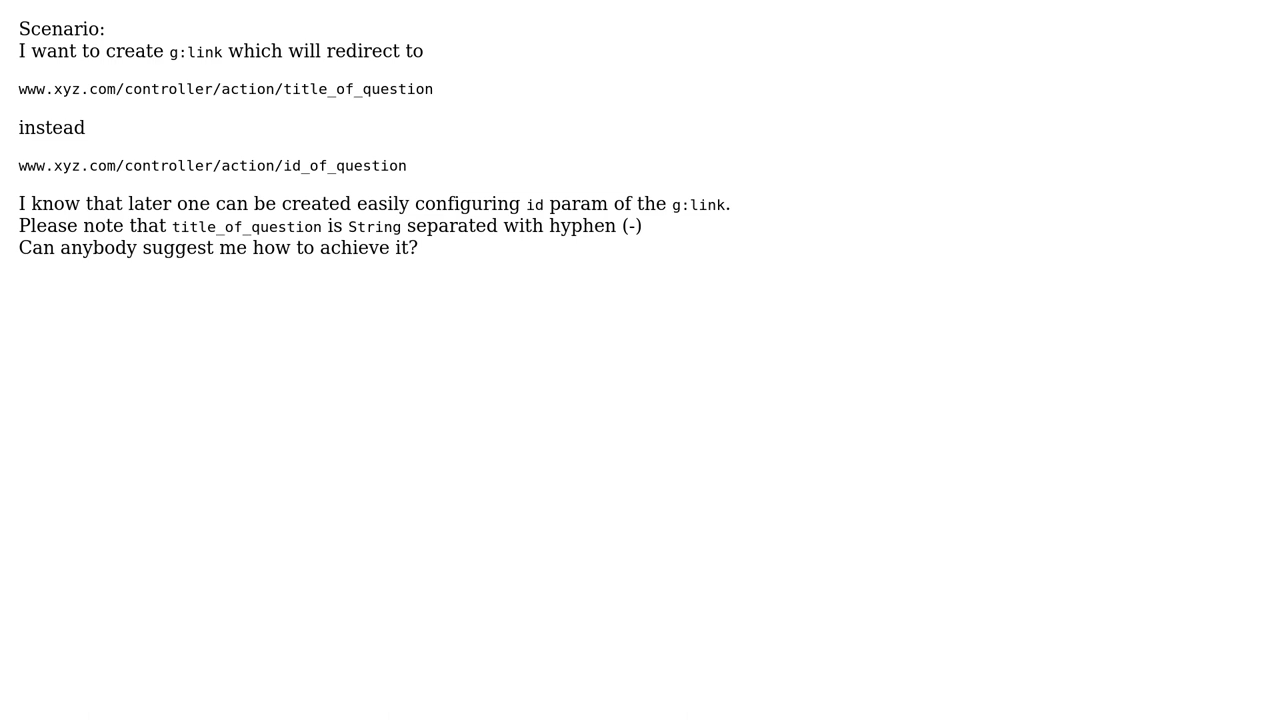 Scenario:
I want to create g:link which will redirect to
www.xyz.com/controller/action/title_of_question
instead
www.xyz.com/controller/action/id_of_question
I know that later one can be created easily configuring id param of the g:link.
Please note that title_of_question is String separated with hyphen (-)
Can anybody suggest me how to achieve it?